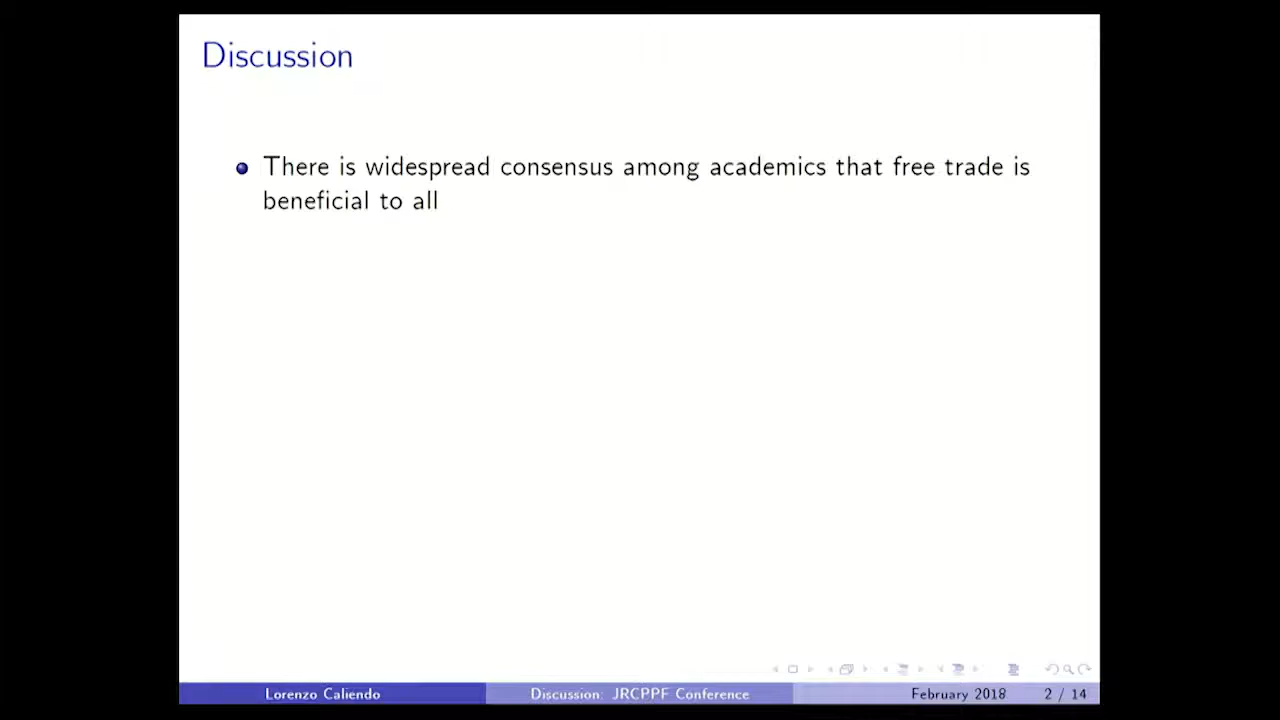 Discussion
There is widespread consensus among academics that free trade is
beneficial to all
Lorenzo Caliendo Discussion: JRCPPF Conference February 2018 2 / 14